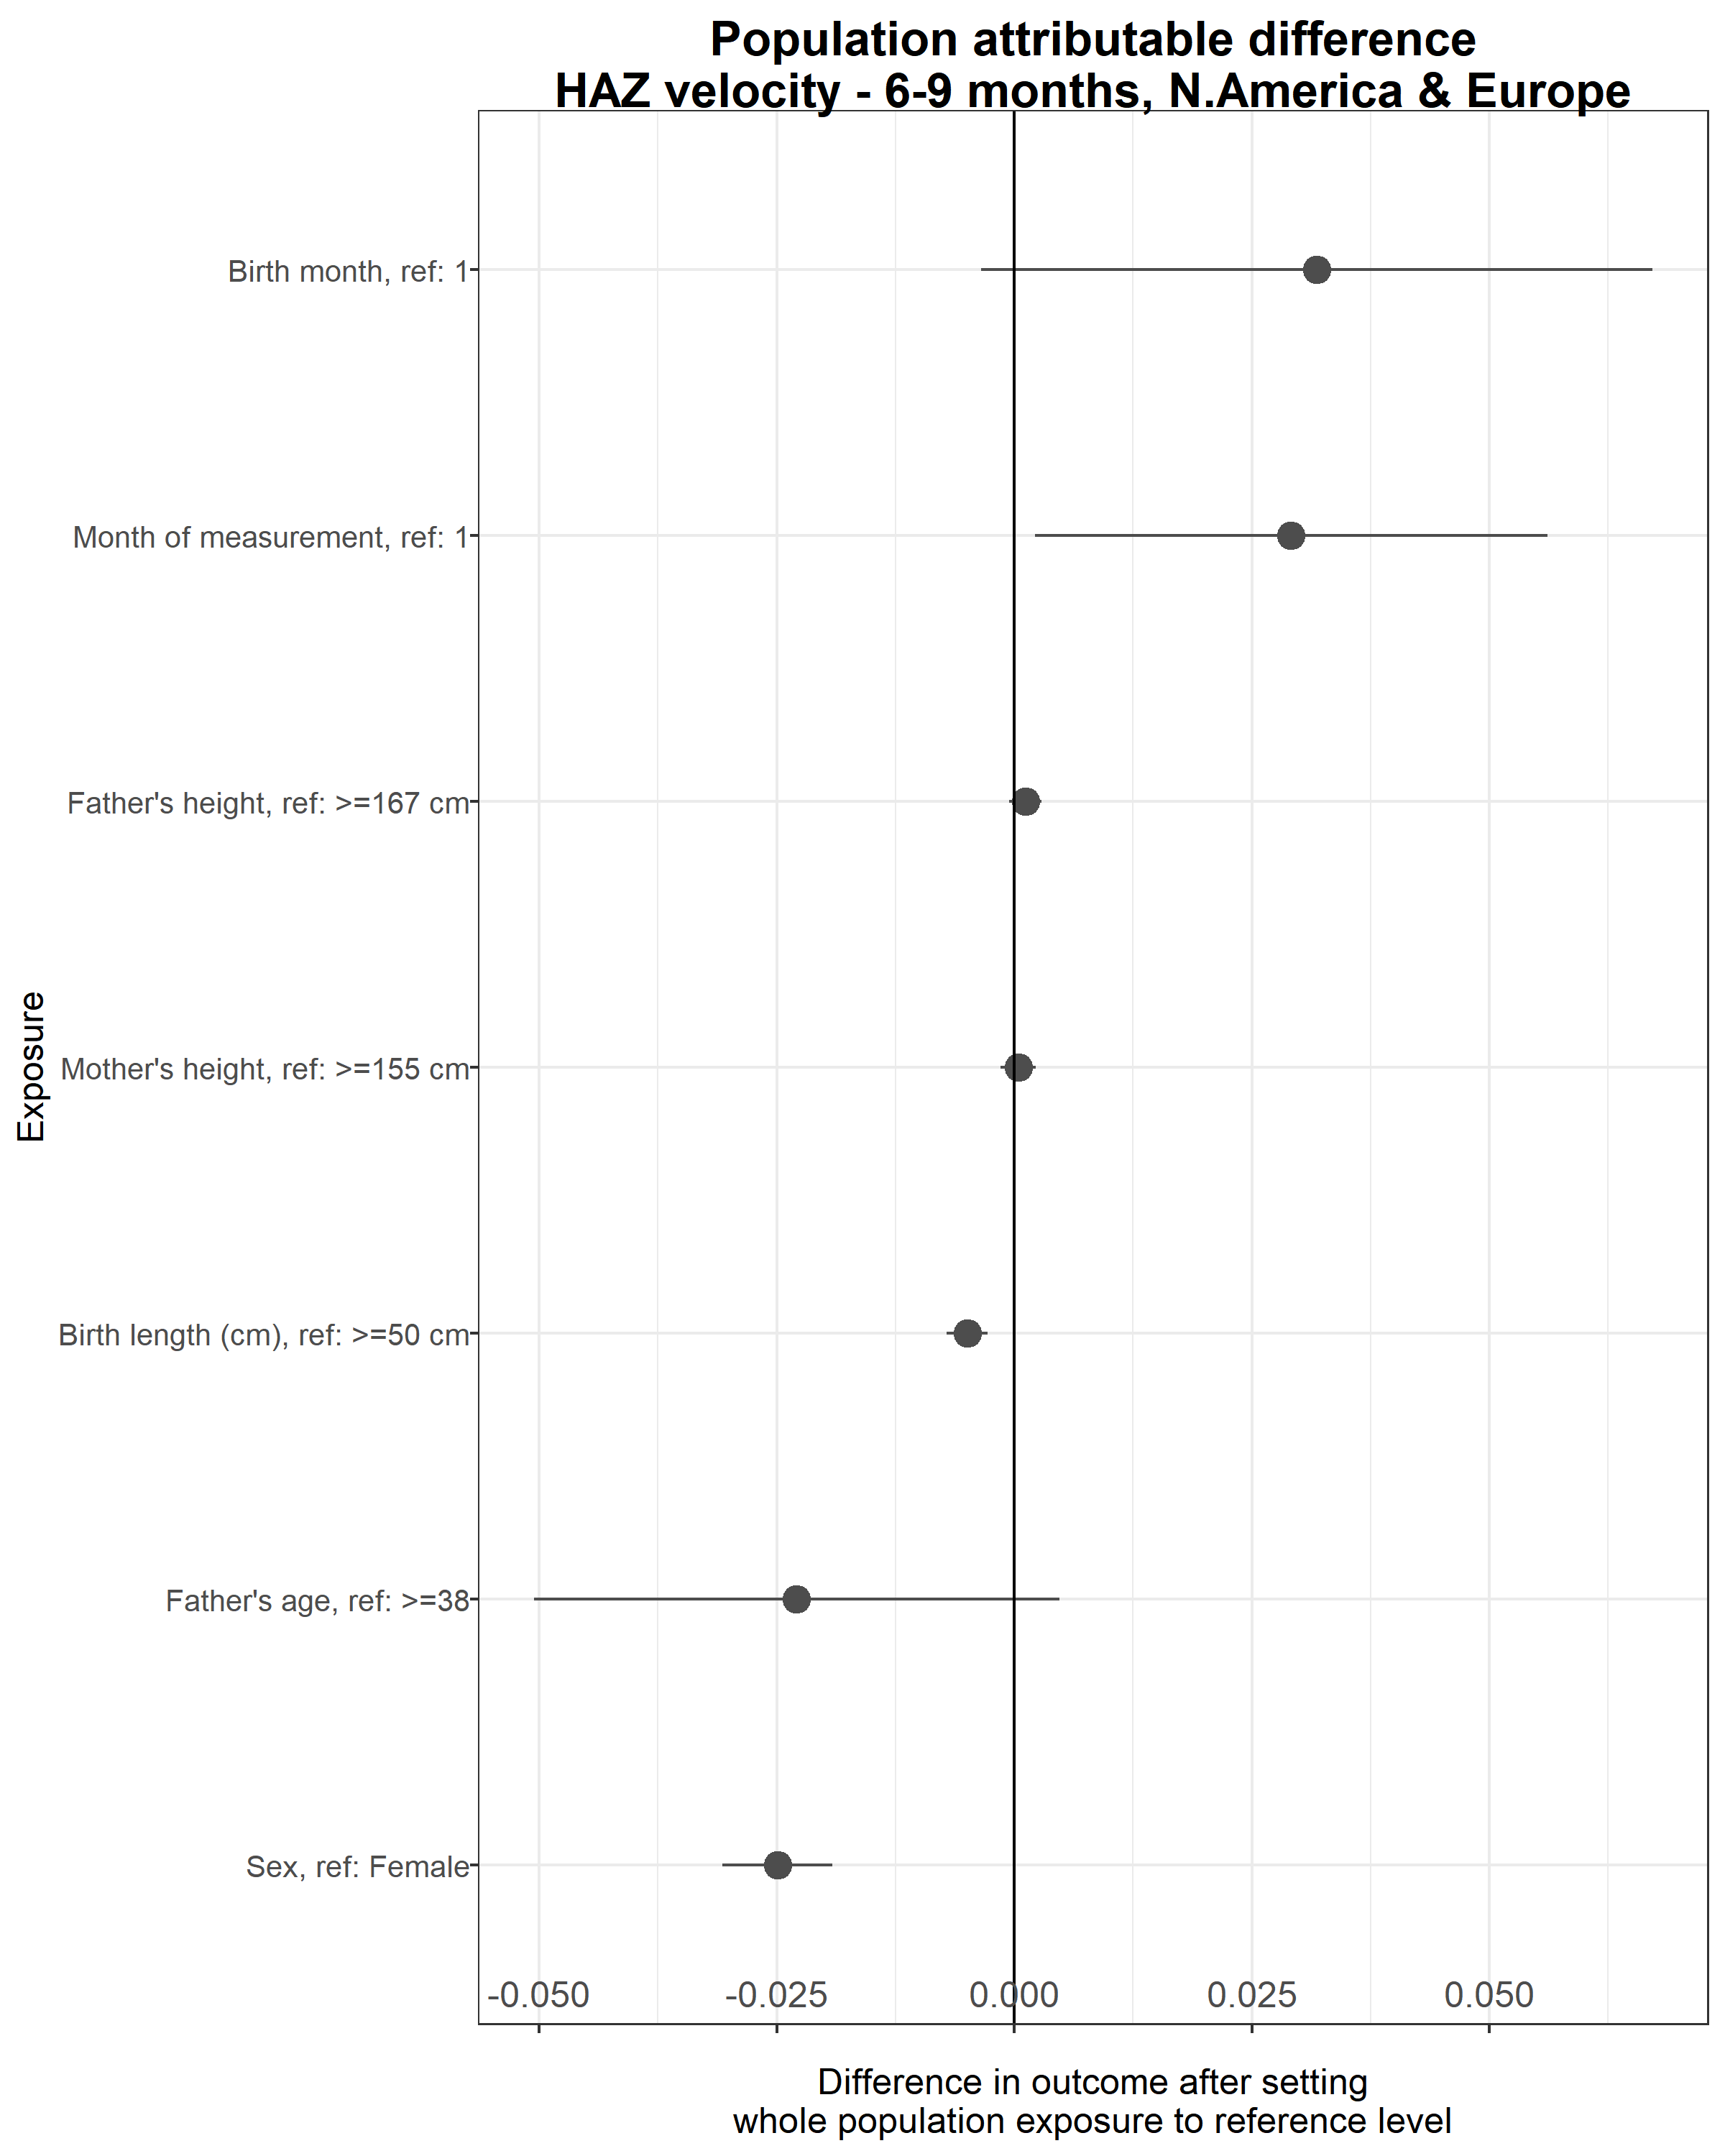 Population attributable difference
HAZ velocity - 6-9 months, N.America & Europe
Birth month, ref: 1
Month of measurement, ref: 1
Father's height, ref: >=167 cm
Mother's height, ref: >=155 cm
Birth length (cm), ref: >=50 cm
Father's age, ref: >=38
Sex, ref: Female
Exposure
-0.050 -0.025 0.000 0.025 0.050
Difference in outcome after setting
whole population exposure to reference level